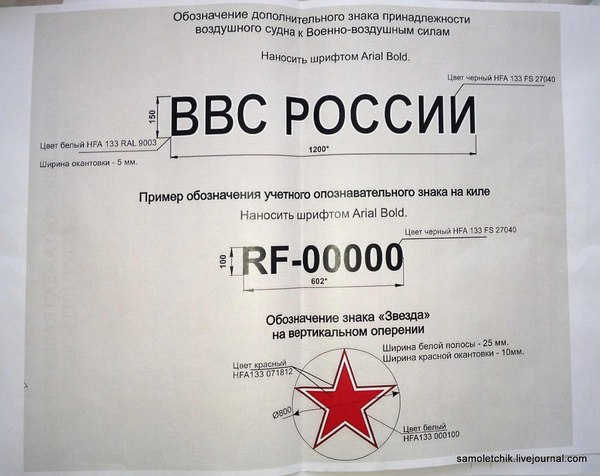 Обозначение дополнительного знака принадлежности
воздушного судна к Военно-воздушным силам
Наносить шрифтом Arial Bold.
Цвет черный HFA 133 FS 27040
150
ВВС РОССИИ
Цвет белый HFA 133 RAL 9003
1200*
Ширина окантовки - 5 мм.
Пример обозначения учетного опознавательного знака на киле
Наносить шрифтом Arial Bold.
Цвет черный HFA 133 FS 27040
100
RF-00000
602*
Обозначение знака «Звезда»
на вертикальном оперении
Ширина белой полосы - 25 мм.
Ширина красной окантовки - 10мм.
Цвет красный
HFA133 071812
Ø800
Цвет белый
HFA133 000100
samoletchik.livejournal.com